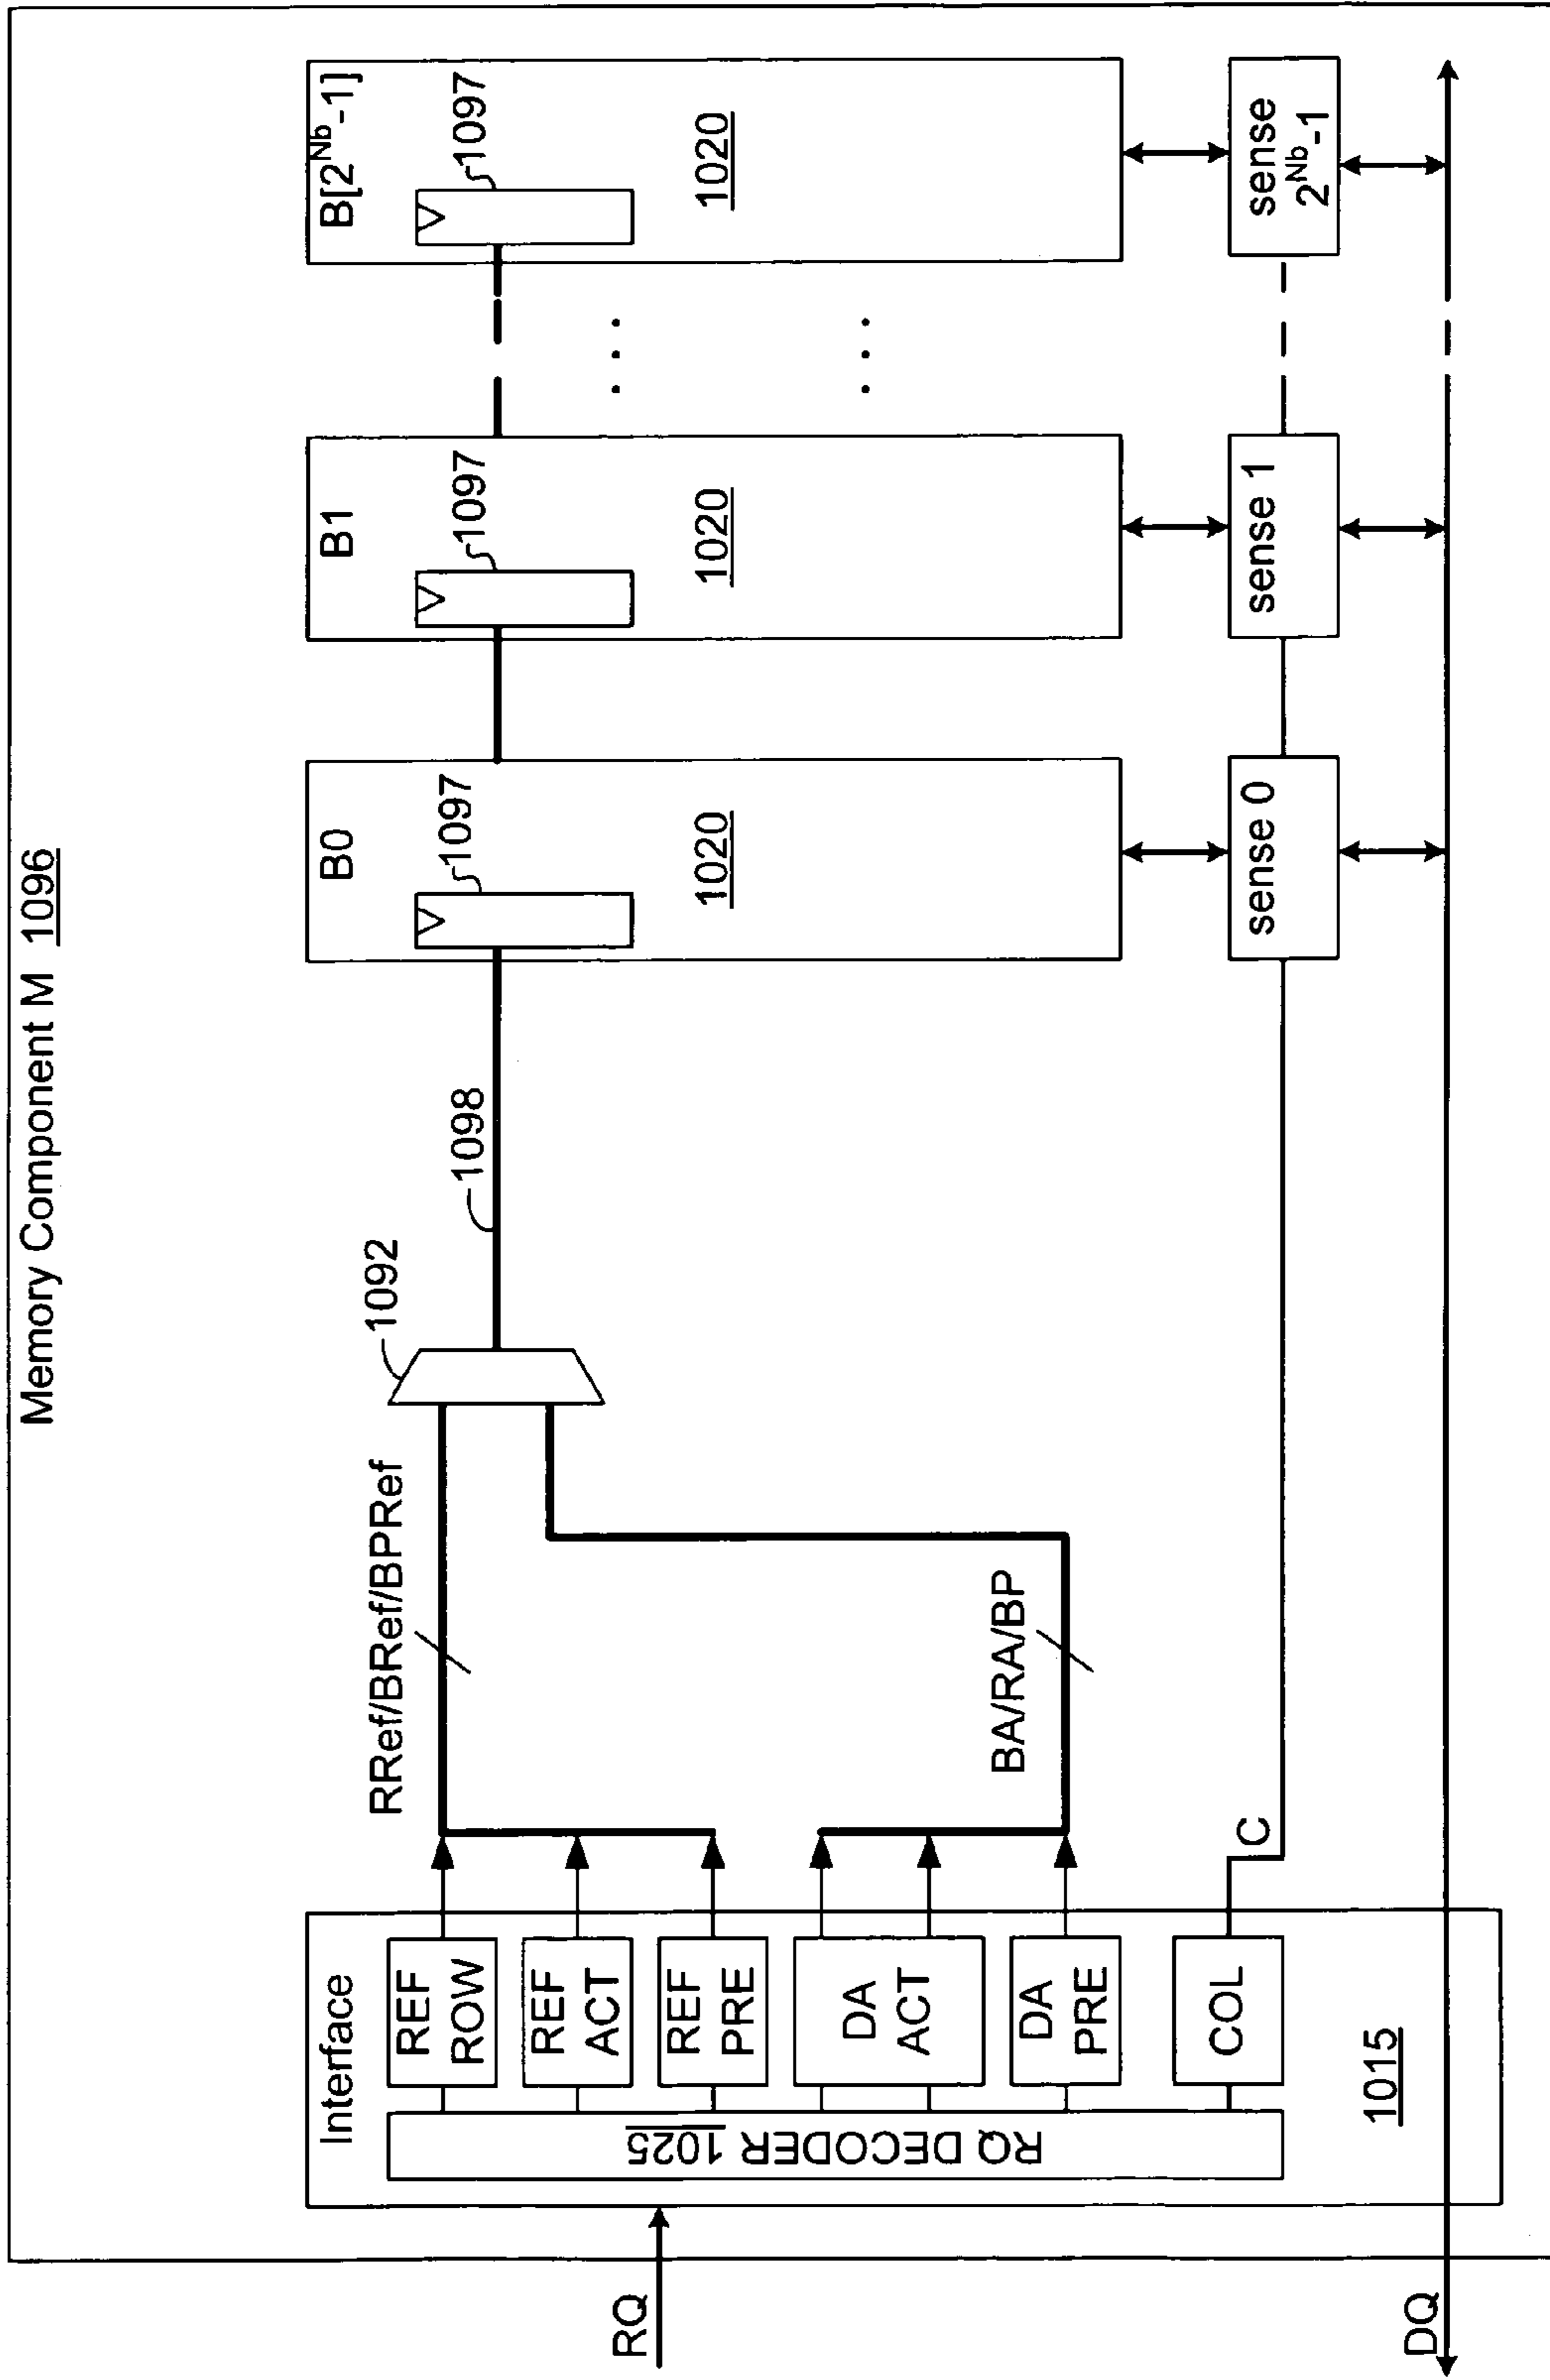 Memory Component M 1096
Interface
RQ
DQ
RQ DECODER 1025
REF
ROW
REF
ACT
REF
PRE
DA
ACT
DA
PRE
COL
1015
RRef/BRef/BPRef
BA/RA/BP
C
1092
1098
B0
1097
1020
sense 0
B1
1097
1020
sense 1
B[2^Nb-1]
1097
1020
sense
2^Nb-1